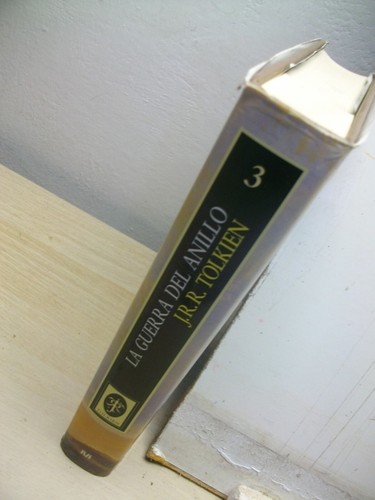 3
LA GUERRA DEL ANILLO
J.R.R. TOLKIEN